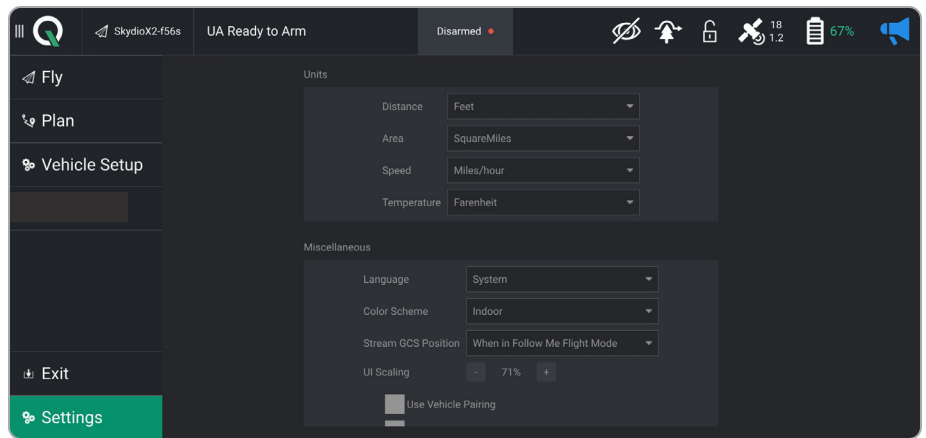 SkydioX2-f56s UA Ready to Arm Disarmed 18 1.2 67%
Fly
Plan
Vehicle Setup
Exit
Settings
Units
Distance Feet
Area SquareMiles
Speed Miles/hour
Temperature Farenheit
Miscellaneous
Language System
Color Scheme Indoor
Stream GCS Position When in Follow Me Flight Mode
UI Scaling - 71% +
Use Vehicle Pairing